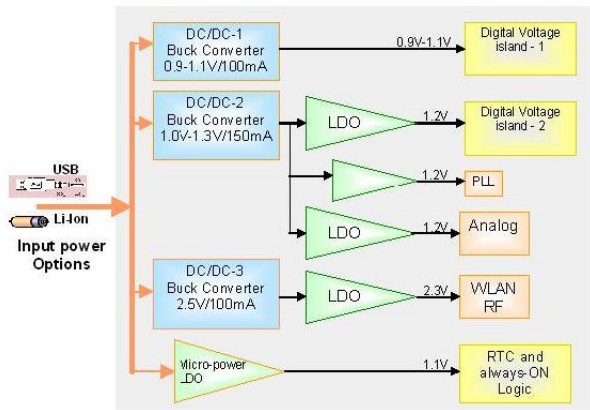 DC/DC-1
Buck Converter
0.9-1.1V/100mA
0.9V-1.1V
Digital Voltage
island - 1
DC/DC-2
Buck Converter
1.0V-1.3V/150mA
LDO
1.2V
Digital Voltage
island - 2
USB
Li-Ion
Input power
Options
1.2V
PLL
LDO
1.2V
Analog
DC/DC-3
Buck Converter
2.5V/100mA
LDO
2.3V
WLAN
RF
Micro-power
LDO
1.1V
RTC and
always-ON
Logic